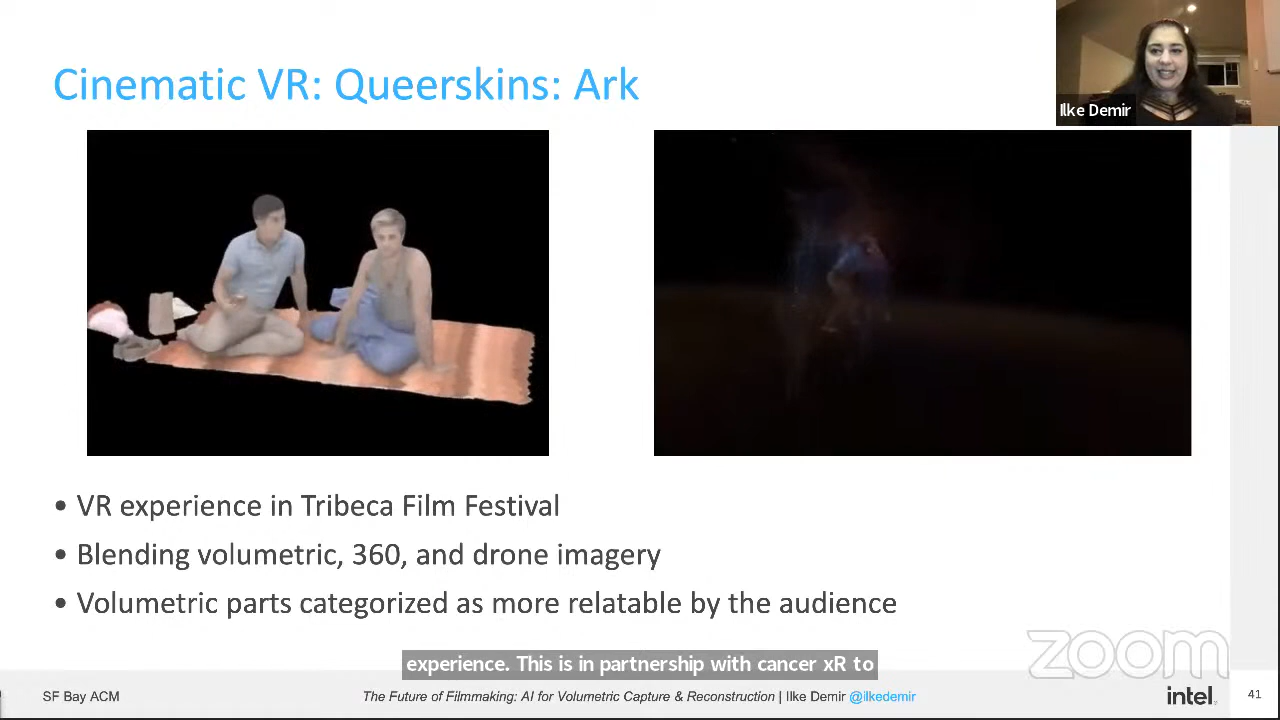 Cinematic VR: Queerskins: Ark
Ilke Demir
• VR experience in Tribeca Film Festival
• Blending volumetric, 360, and drone imagery
• Volumetric parts categorized as more relatable by the audience
zoom
experience. This is in partnership with cancer xR to
SF Bay ACM
The Future of Filmmaking: AI for Volumetric Capture & Reconstruction | Ilke Demir @ilkedemir
intel.
41